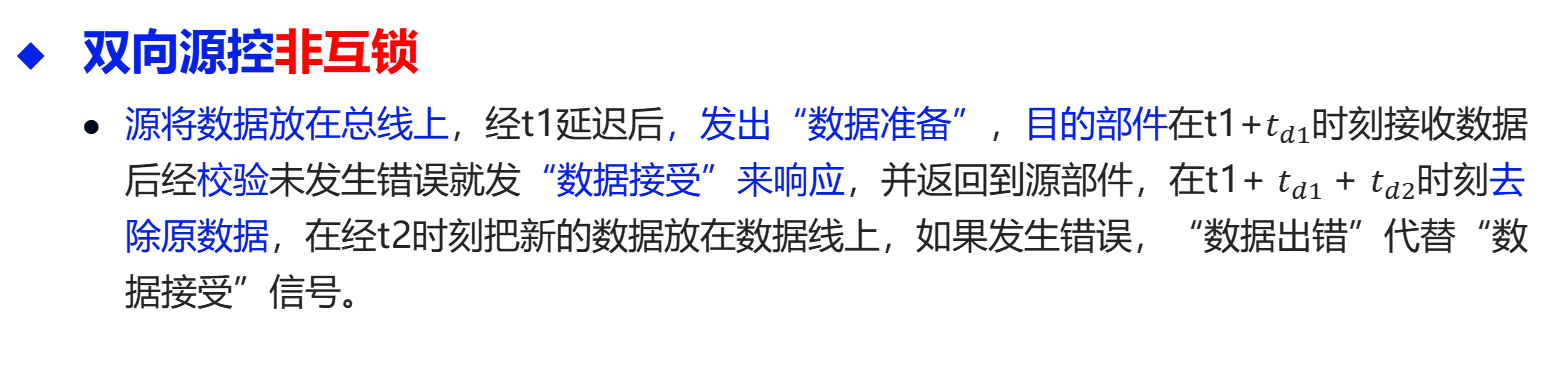 ◆ 双向源控非互锁
● 源将数据放在总线上，经t1延迟后，发出“数据准备”，目的部件在t1+t_{d1}时刻接收数据
后经校验未发生错误就发“数据接受”来响应，并返回到源部件，在t1+ t_{d1} + t_{d2}时刻去
除原数据，在经t2时刻把新的数据放在数据线上，如果发生错误，“数据出错”代替“数
据接受”信号。